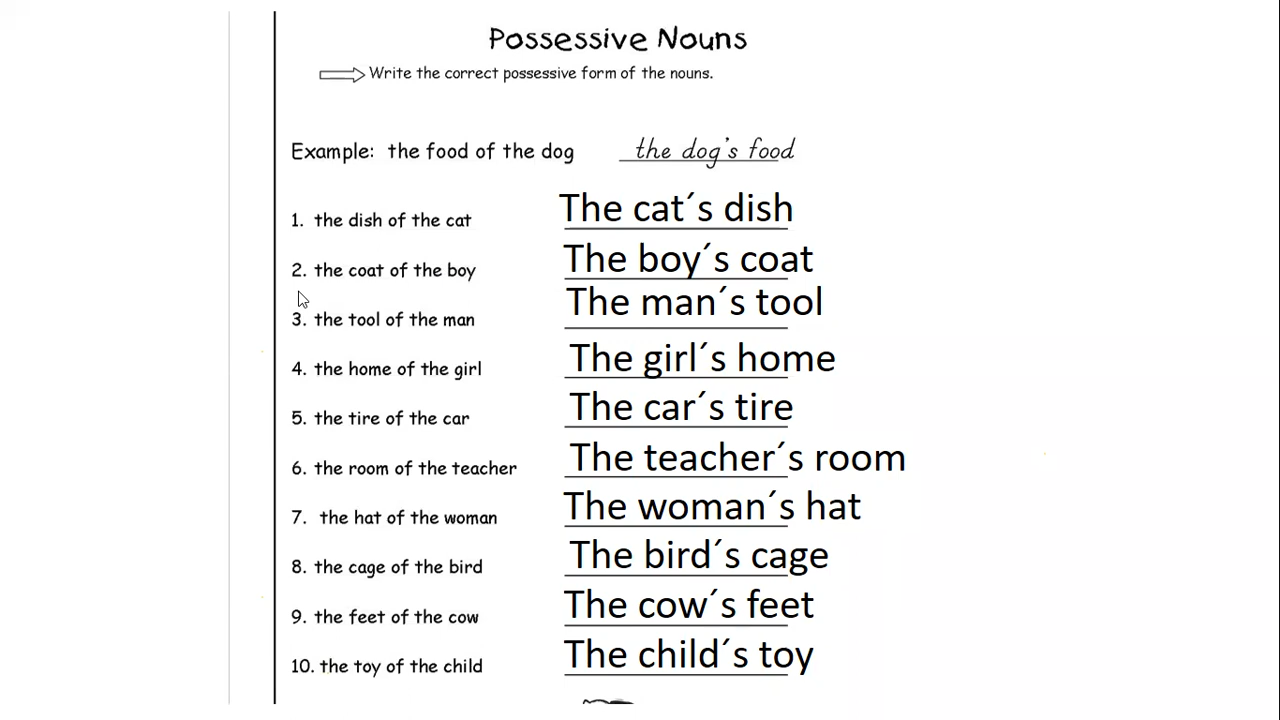 Possessive Nouns
Write the correct possessive form of the nouns.
Example: the food of the dog the dog's food
1. the dish of the cat The cat´s dish
2. the coat of the boy The boy´s coat
3. the tool of the man The man´s tool
4. the home of the girl The girl´s home
5. the tire of the car The car´s tire
6. the room of the teacher The teacher´s room
7. the hat of the woman The woman´s hat
8. the cage of the bird The bird´s cage
9. the feet of the cow The cow´s feet
10. the toy of the child The child´s toy